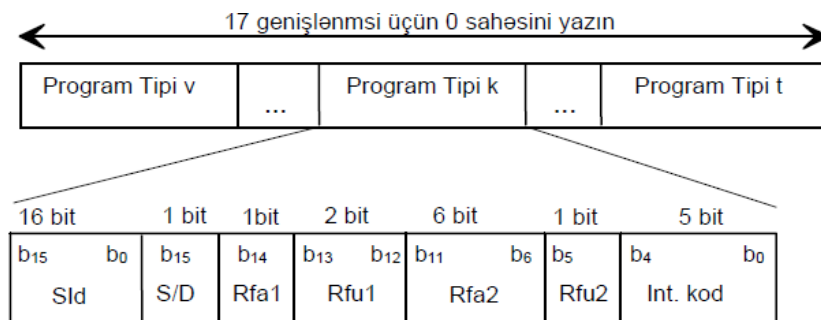 17 genişlənmsi üçün 0 sahəsini yazın
Program Tipi v ... Program Tipi k ... Program Tipi t
16 bit 1 bit 1bit 2 bit 6 bit 1 bit 5 bit
b15 b0 b15 b14 b13 b12 b11 b6 b5 b4 b0
SId S/D Rfa1 Rfu1 Rfa2 Rfu2 Int. kod